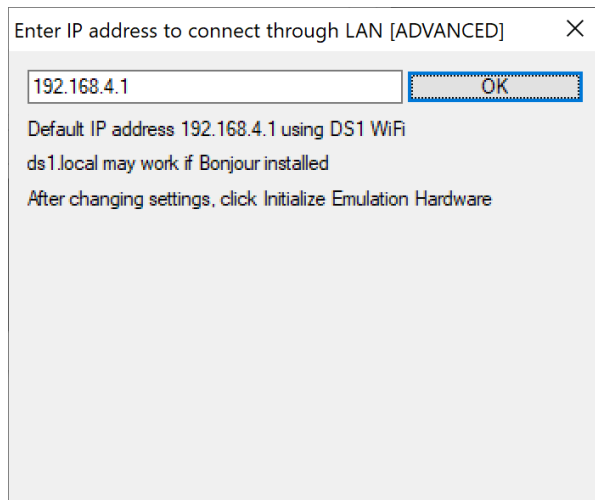 Enter IP address to connect through LAN [ADVANCED]
192.168.4.1
OK
Default IP address 192.168.4.1 using DS1 WiFi
ds1.local may work if Bonjour installed
After changing settings, click Initialize Emulation Hardware